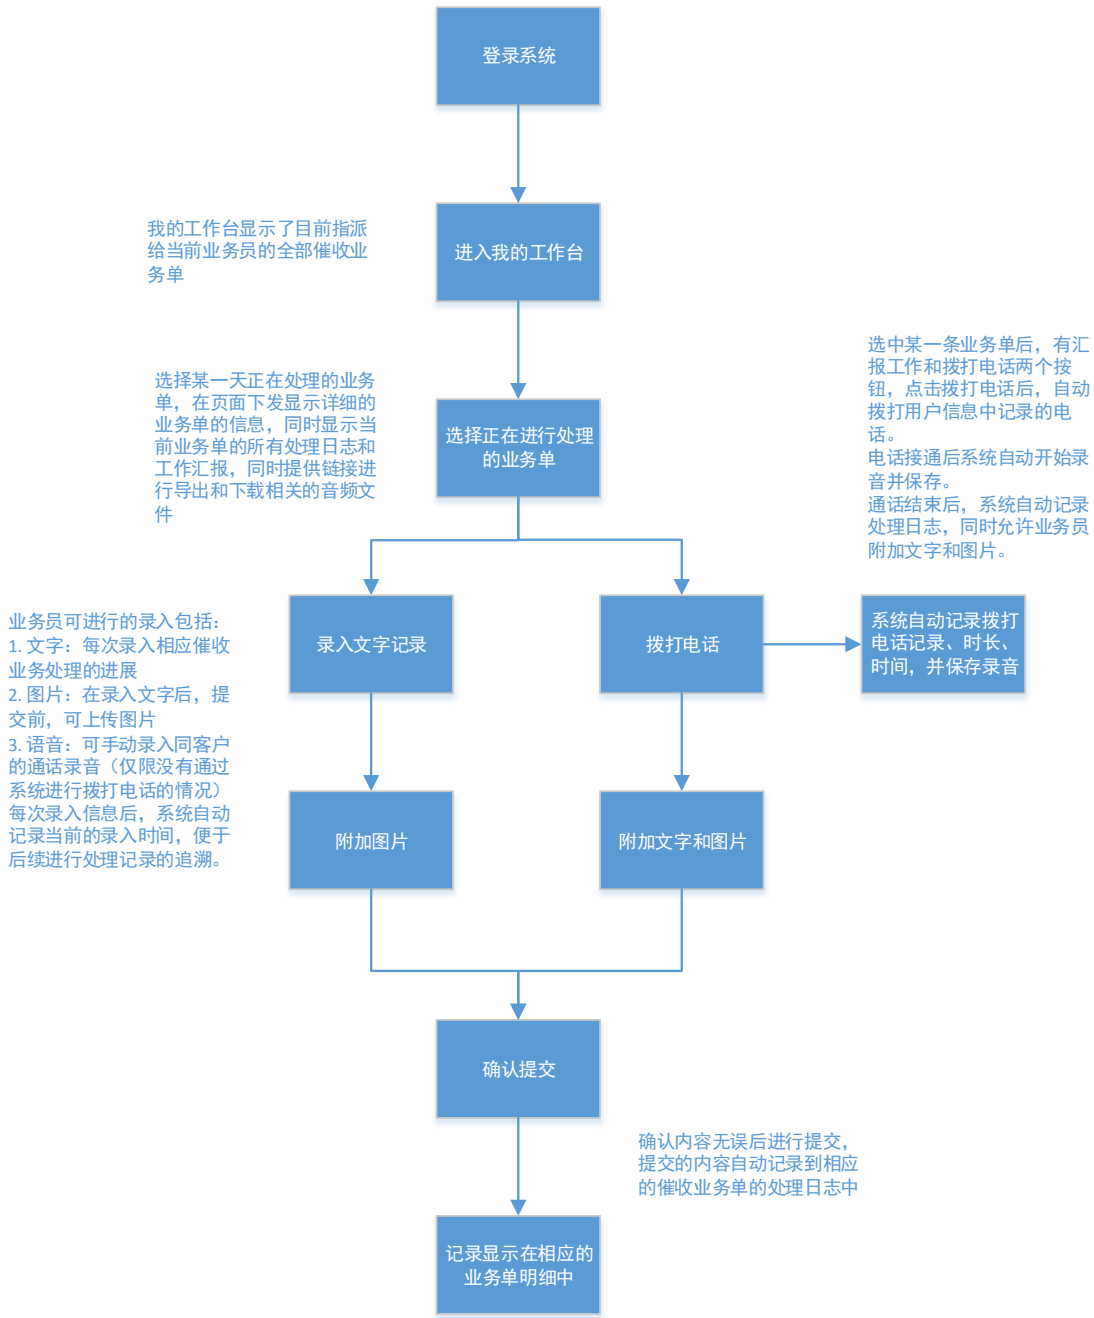 登录系统
我的工作台显示了目前指派
给当前业务员的全部催收业
务单
进入我的工作台
选中某一条业务单后，有汇
报工作和拨打电话两个按
钮，点击拨打电话后，自动
拨打用户信息中记录的电
话。
电话接通后系统自动开始录
音并保存。
通话结束后，系统自动记录
处理日志，同时允许业务员
附加文字和图片。
选择某一天正在处理的业务
单，在页面下发显示详细的
业务单的信息，同时显示当
前业务单的所有处理日志和
工作汇报，同时提供链接进
行导出和下载相关的音频文
件
选择正在进行处理
的业务单
业务员可进行的录入包括：
1. 文字：每次录入相应催收
业务处理的进展
2. 图片：在录入文字后，提
交前，可上传图片
3. 语音：可手动录入同客户
的通话录音（仅限没有通过
系统进行拨打电话的情况）
每次录入信息后，系统自动
记录当前的录入时间，便于
后续进行处理记录的追溯。
录入文字记录
拨打电话
系统自动记录拨打
电话记录、时长、
时间，并保存录音
附加图片
附加文字和图片
确认提交
确认内容无误后进行提交，
提交的内容自动记录到相应
的催收业务单的处理日志中
记录显示在相应的
业务单明细中